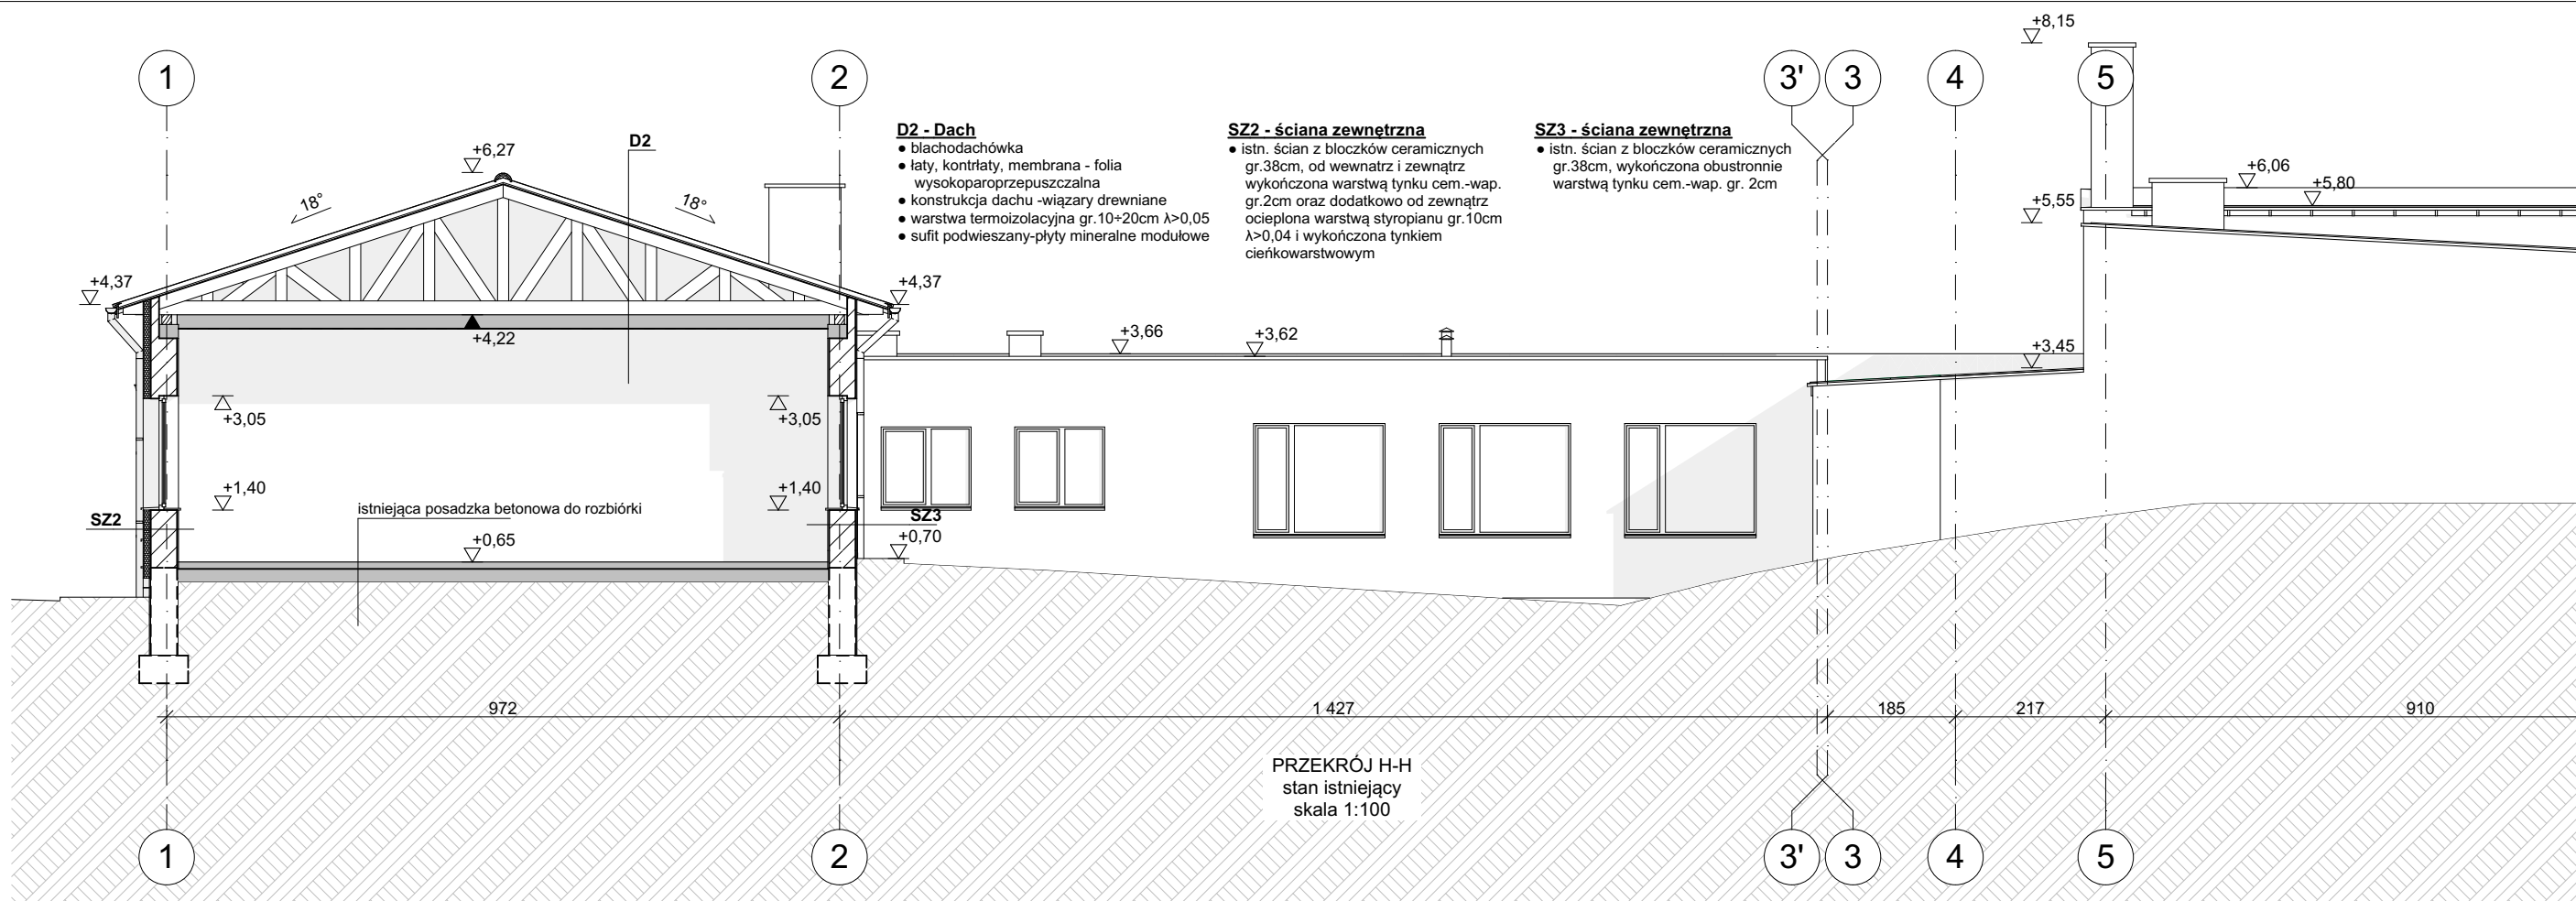 +8,15
1
2
3'
3
4
5
D2 - Dach
● blachodachówka
● łaty, kontrłaty, membrana - folia
wysokoparoprzepuszczalna
● konstrukcja dachu -wiązary drewniane
● warstwa termoizolacyjna gr.10÷20cm λ>0,05
● sufit podwieszany-płyty mineralne modułowe
SZ2 - ściana zewnętrzna
● istn. ścian z bloczków ceramicznych
gr.38cm, od wewnatrz i zewnątrz
wykończona warstwą tynku cem.-wap.
gr.2cm oraz dodatkowo od zewnątrz
ocieplona warstwą styropianu gr.10cm
λ>0,04 i wykończona tynkiem
cieńkowarstwowym
SZ3 - ściana zewnętrzna
● istn. ścian z bloczków ceramicznych
gr.38cm, wykończona obustronnie
warstwą tynku cem.-wap. gr. 2cm
D2
+6,27
18°
18°
+6,06
+5,80
+5,55
+4,37
+4,37
+4,22
+3,66
+3,62
+3,45
+3,05
+3,05
+1,40
+1,40
istniejąca posadzka betonowa do rozbiórki
SZ2
SZ3
+0,65
+0,70
972
1 427
185
217
910
PRZEKRÓJ H-H
stan istniejący
skala 1:100
1
2
3'
3
4
5